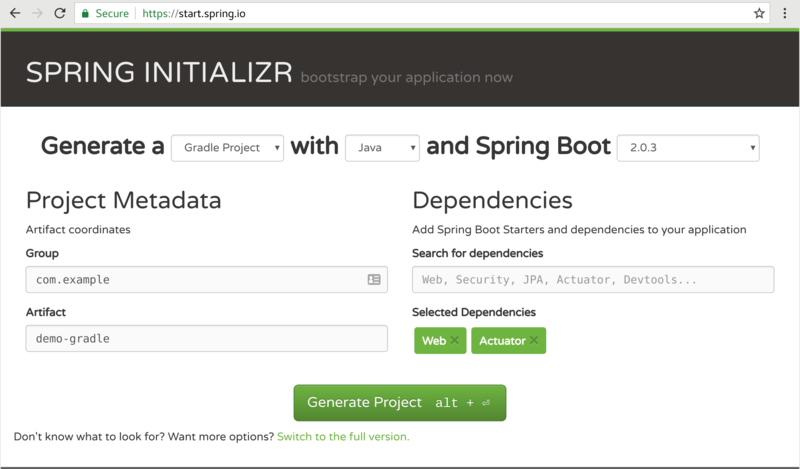 Secure https://start.spring.io
SPRING INITIALIZR bootstrap your application now
Generate a Gradle Project with Java and Spring Boot 2.0.3
Project Metadata
Artifact coordinates
Group
com.example
Artifact
demo-gradle
Dependencies
Add Spring Boot Starters and dependencies to your application
Search for dependencies
Web, Security, JPA, Actuator, Devtools...
Selected Dependencies
Web Actuator
Generate Project alt + ⏎
Don't know what to look for? Want more options? Switch to the full version.